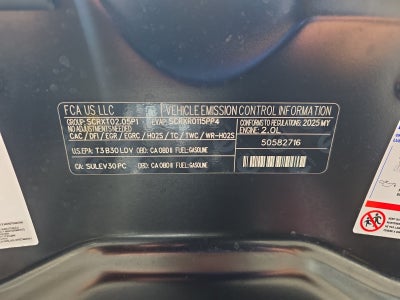 FCA US LLC
VEHICLE EMISSION CONTROL INFORMATION
GROUP: SCRXT02.05P1 EVAP: SCRXR0115PP4
NO ADJUSTMENTS NEEDED
CAC / DFI / EGR / EGRC / HO2S / TC / TWC / WR-HO2S
CONFORMS TO REGULATIONS: 2025 MY
ENGINE: 2.0L
U.S. EPA: T3B30 LDV OBD: CA OBD II FUEL: GASOLINE
50582716
CA: SULEV30 PC OBD: CA OBD II FUEL: GASOLINE